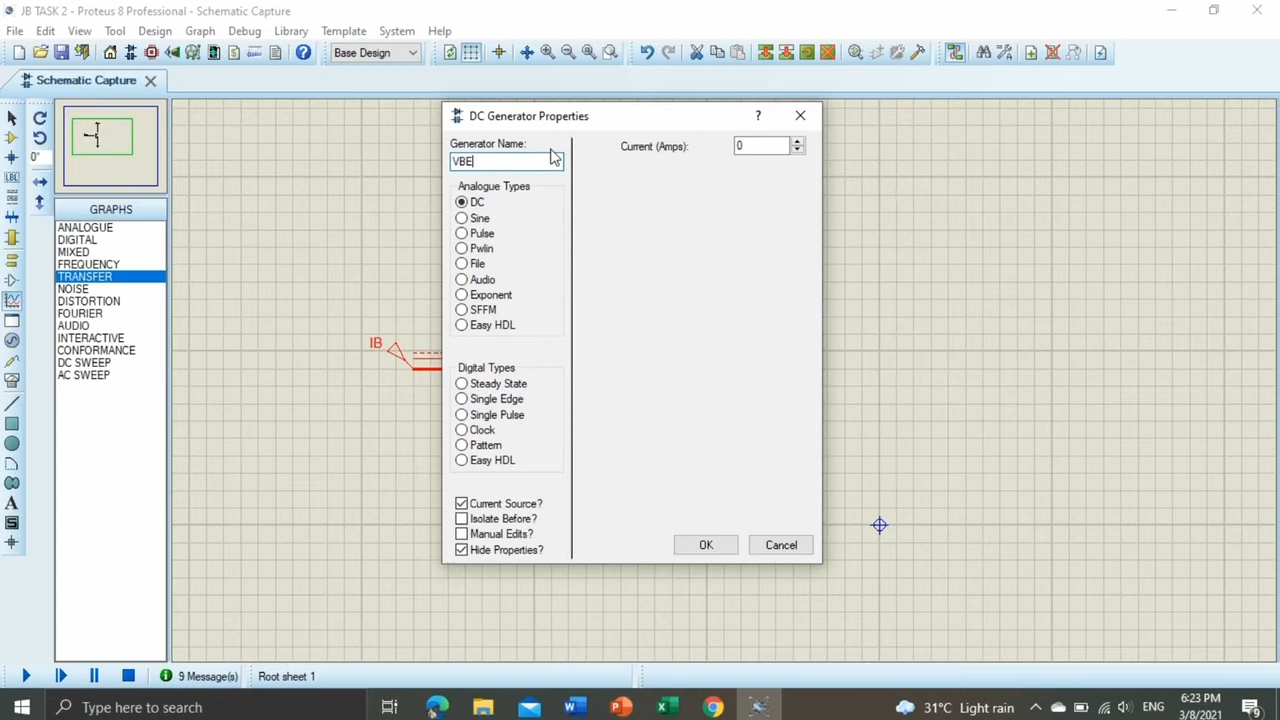 JB TASK 2 - Proteus 8 Professional - Schematic Capture
File Edit View Tool Design Graph Debug Library Template System Help
Base Design
Schematic Capture
DC Generator Properties
?
Generator Name:
VBE
Analogue Types
DC
Sine
Pulse
Pwlin
File
Audio
Exponent
SFFM
Easy HDL
Digital Types
Steady State
Single Edge
Single Pulse
Clock
Pattern
Easy HDL
Current Source?
Isolate Before?
Manual Edits?
Hide Properties?
Current (Amps):
0
OK
Cancel
0°
LBL
A
S
GRAPHS
ANALOGUE
DIGITAL
MIXED
FREQUENCY
TRANSFER
NOISE
DISTORTION
FOURIER
AUDIO
INTERACTIVE
CONFORMANCE
DC SWEEP
AC SWEEP
IB
9 Message(s)
Root sheet 1
Type here to search
31°C Light rain
ENG
6:23 PM
3/8/2021